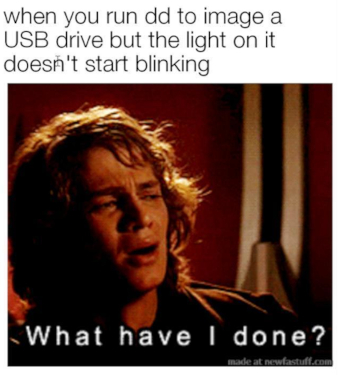 when you run dd to image a
USB drive but the light on it
doesn't start blinking
What have I done?
made at newfastuff.com